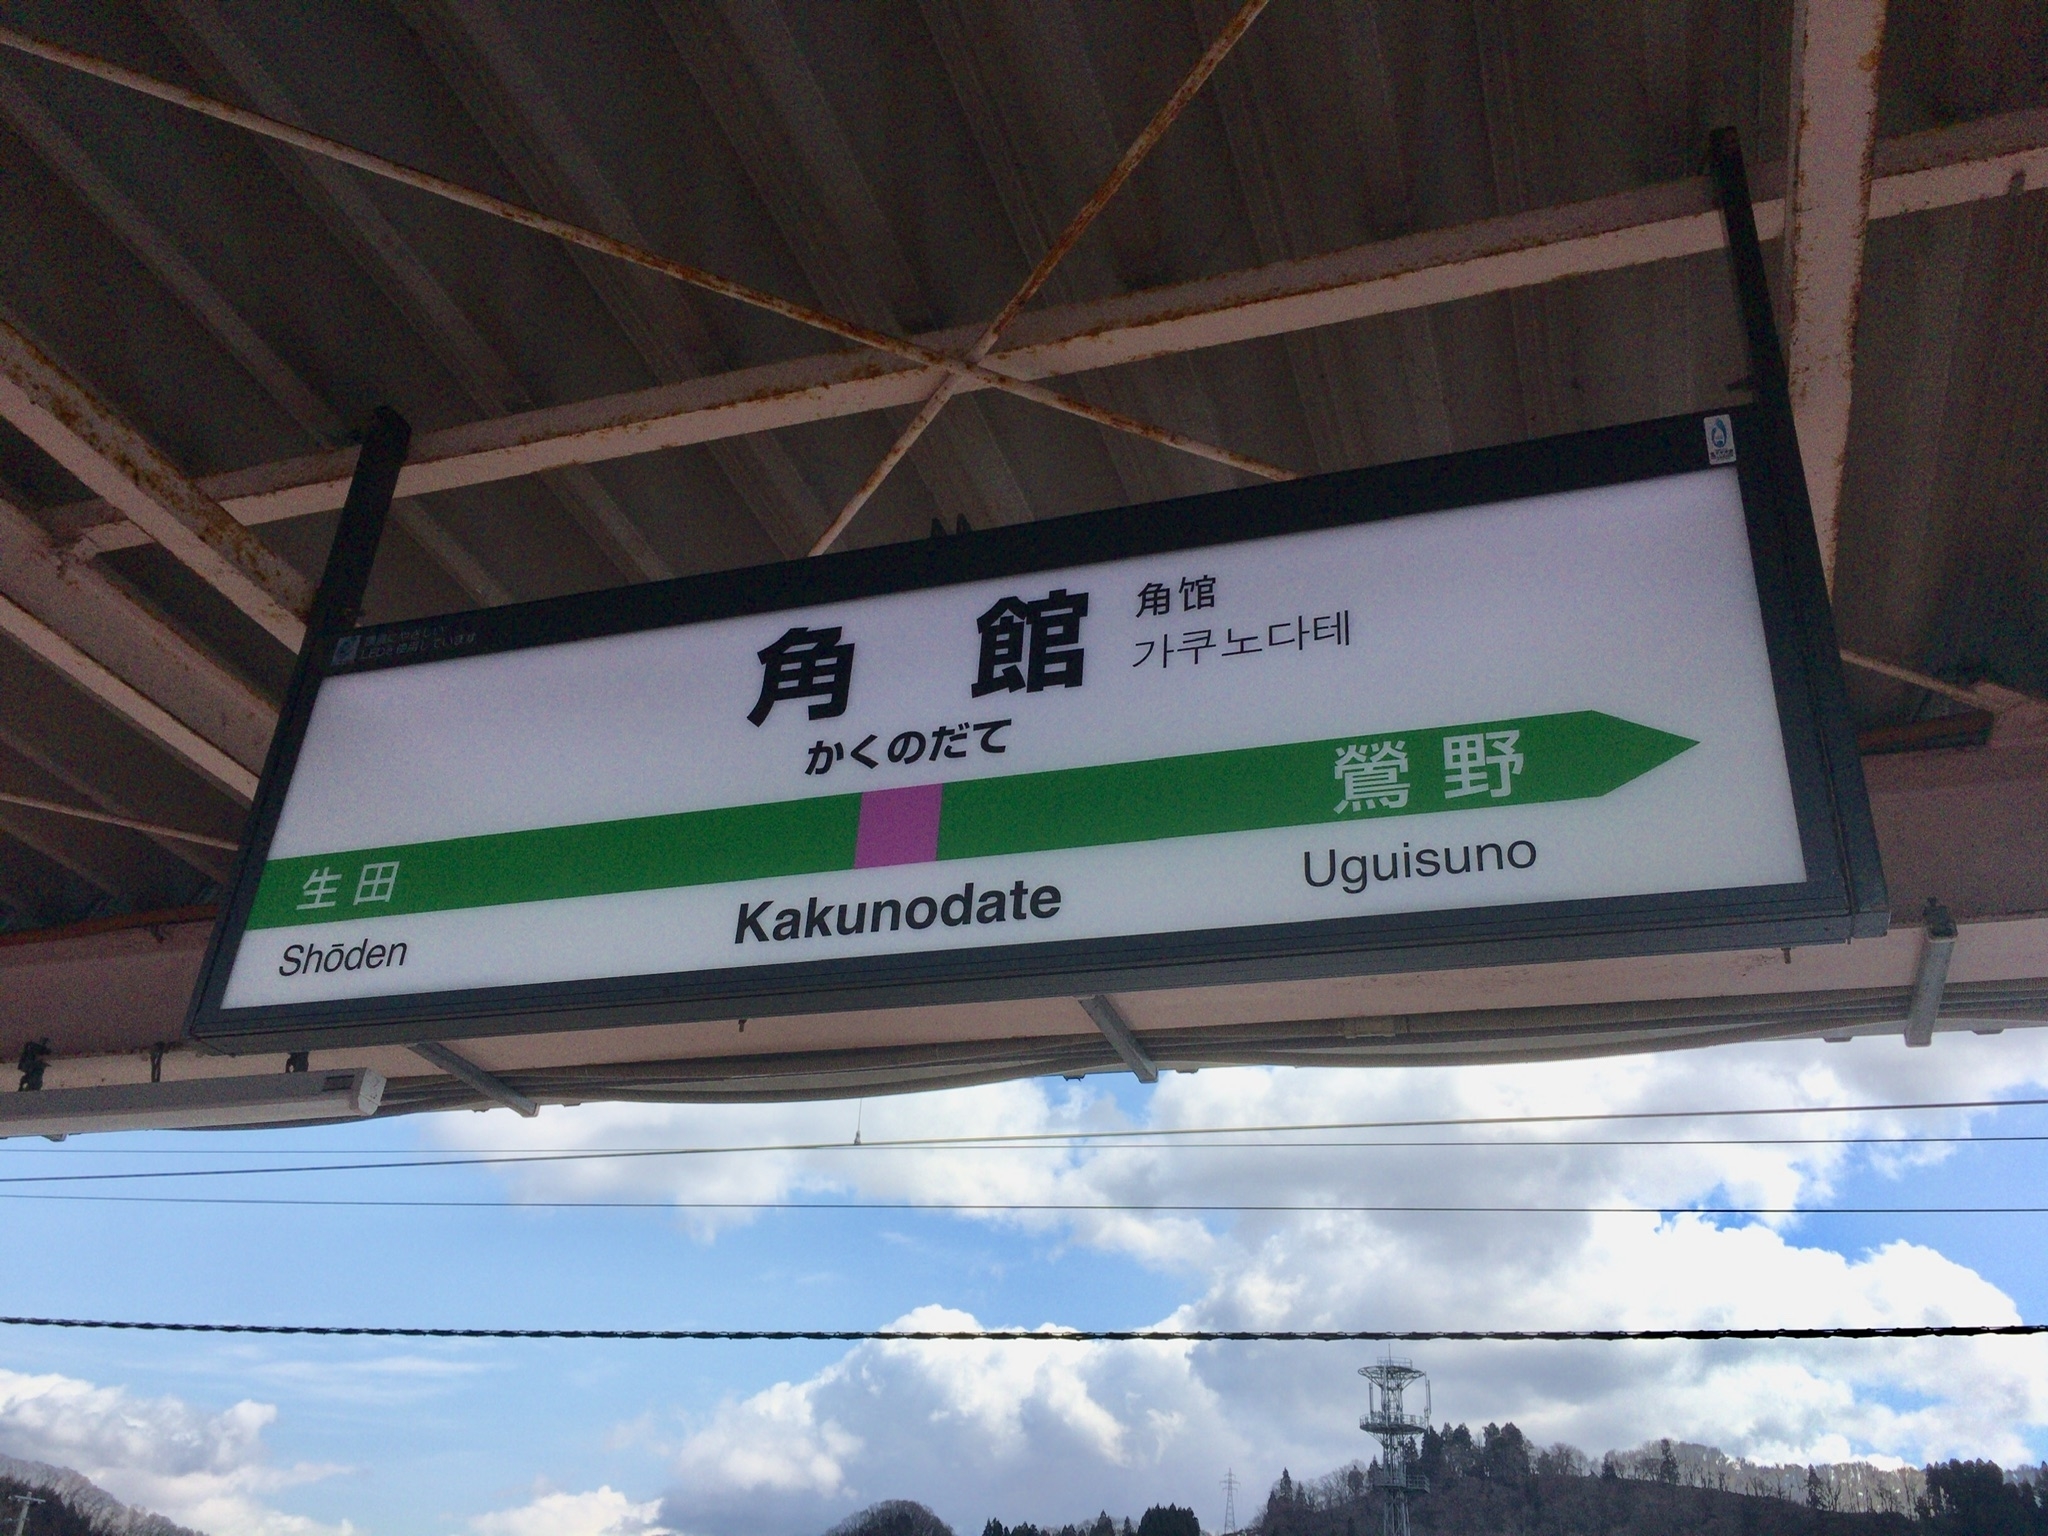 角館
角馆
가쿠노다테
かくのだて
生田
鶯野
Shōden
Kakunodate
Uguisuno